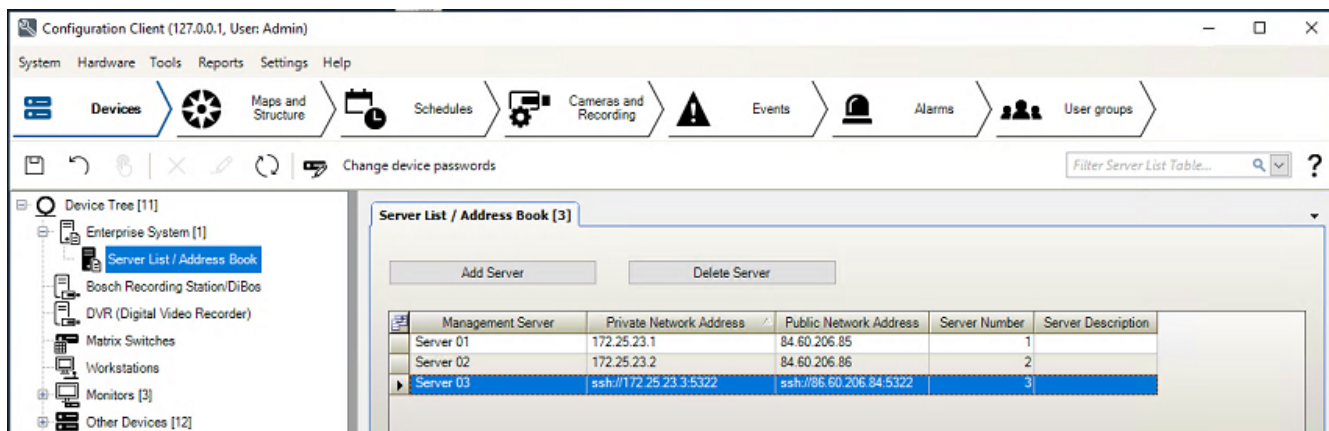 Configuration Client (127.0.0.1, User: Admin)
System Hardware Tools Reports Settings Help
Devices
Maps and
Structure
Schedules
Cameras and
Recording
Events
Alarms
User groups
Change device passwords
Filter Server List Table...
?
Device Tree [11]
Enterprise System [1]
Server List / Address Book
Bosch Recording Station/DiBos
DVR (Digital Video Recorder)
Matrix Switches
Workstations
Monitors [3]
Other Devices [12]
Server List / Address Book [3]
Add Server Delete Server
Management Server Private Network Address Public Network Address Server Number Server Description
Server 01 172.25.23.1 84.60.206.85 1
Server 02 172.25.23.2 84.60.206.86 2
Server 03 ssh://172.25.23.3:5322 ssh://86.60.206.84:5322 3